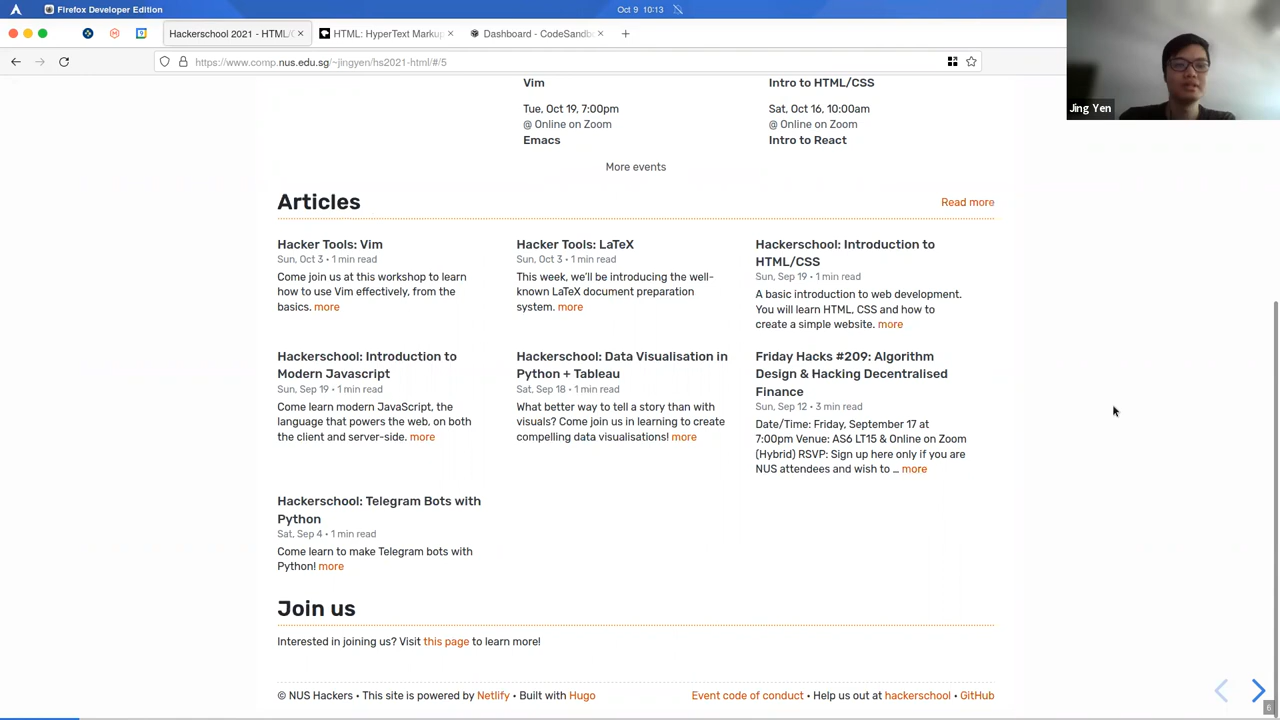 Firefox Developer Edition
Oct 9 10:13
Hackerschool 2021 - HTML/C
HTML: HyperText Markup
Dashboard - CodeSandbo
https://www.comp.nus.edu.sg/~jingyen/hs2021-html/#/5
Jing Yen
Vim
Tue, Oct 19, 7:00pm
@ Online on Zoom
Emacs
Intro to HTML/CSS
Sat, Oct 16, 10:00am
@ Online on Zoom
Intro to React
More events
Articles
Read more
Hacker Tools: Vim
Sun, Oct 3 • 1 min read
Come join us at this workshop to learn
how to use Vim effectively, from the
basics. more
Hacker Tools: LaTeX
Sun, Oct 3 • 1 min read
This week, we'll be introducing the well-
known LaTeX document preparation
system. more
Hackerschool: Introduction to
HTML/CSS
Sun, Sep 19 • 1 min read
A basic introduction to web development.
You will learn HTML, CSS and how to
create a simple website. more
Hackerschool: Introduction to
Modern Javascript
Sun, Sep 19 • 1 min read
Come learn modern JavaScript, the
language that powers the web, on both
the client and server-side. more
Hackerschool: Data Visualisation in
Python + Tableau
Sat, Sep 18 • 1 min read
What better way to tell a story than with
visuals? Come join us in learning to create
compelling data visualisations! more
Friday Hacks #209: Algorithm
Design & Hacking Decentralised
Finance
Sun, Sep 12 • 3 min read
Date/Time: Friday, September 17 at
7:00pm Venue: AS6 LT15 & Online on Zoom
(Hybrid) RSVP: Sign up here only if you are
NUS attendees and wish to … more
Hackerschool: Telegram Bots with
Python
Sat, Sep 4 • 1 min read
Come learn to make Telegram bots with
Python! more
Join us
Interested in joining us? Visit this page to learn more!
© NUS Hackers • This site is powered by Netlify • Built with Hugo
Event code of conduct • Help us out at hackerschool • GitHub
6